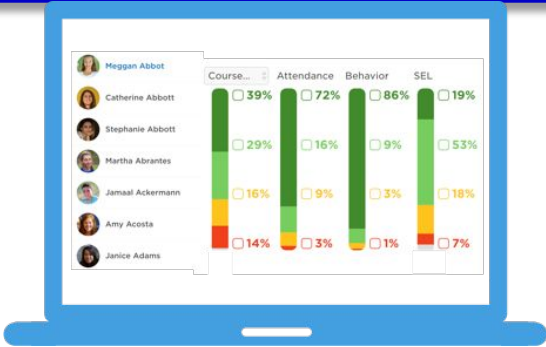 Meggan Abbot
Catherine Abbott
Stephanie Abbott
Martha Abrantes
Jamaal Ackermann
Amy Acosta
Janice Adams
Course... Attendance Behavior SEL
39% 72% 86% 19%
29% 16% 9% 53%
16% 9% 3% 18%
14% 3% 1% 7%